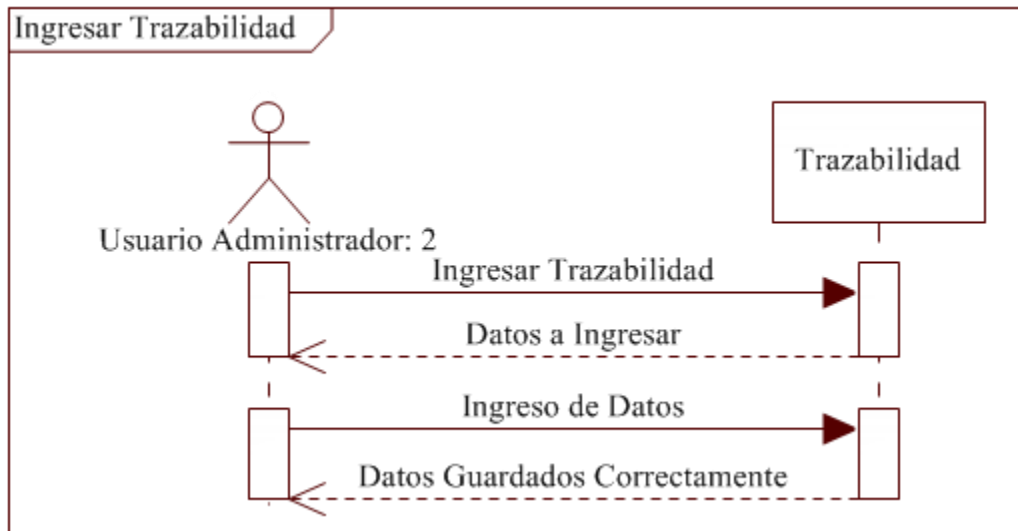 Ingresar Trazabilidad
Trazabilidad
Usuario Administrador: 2
Ingresar Trazabilidad
Datos a Ingresar
Ingreso de Datos
Datos Guardados Correctamente